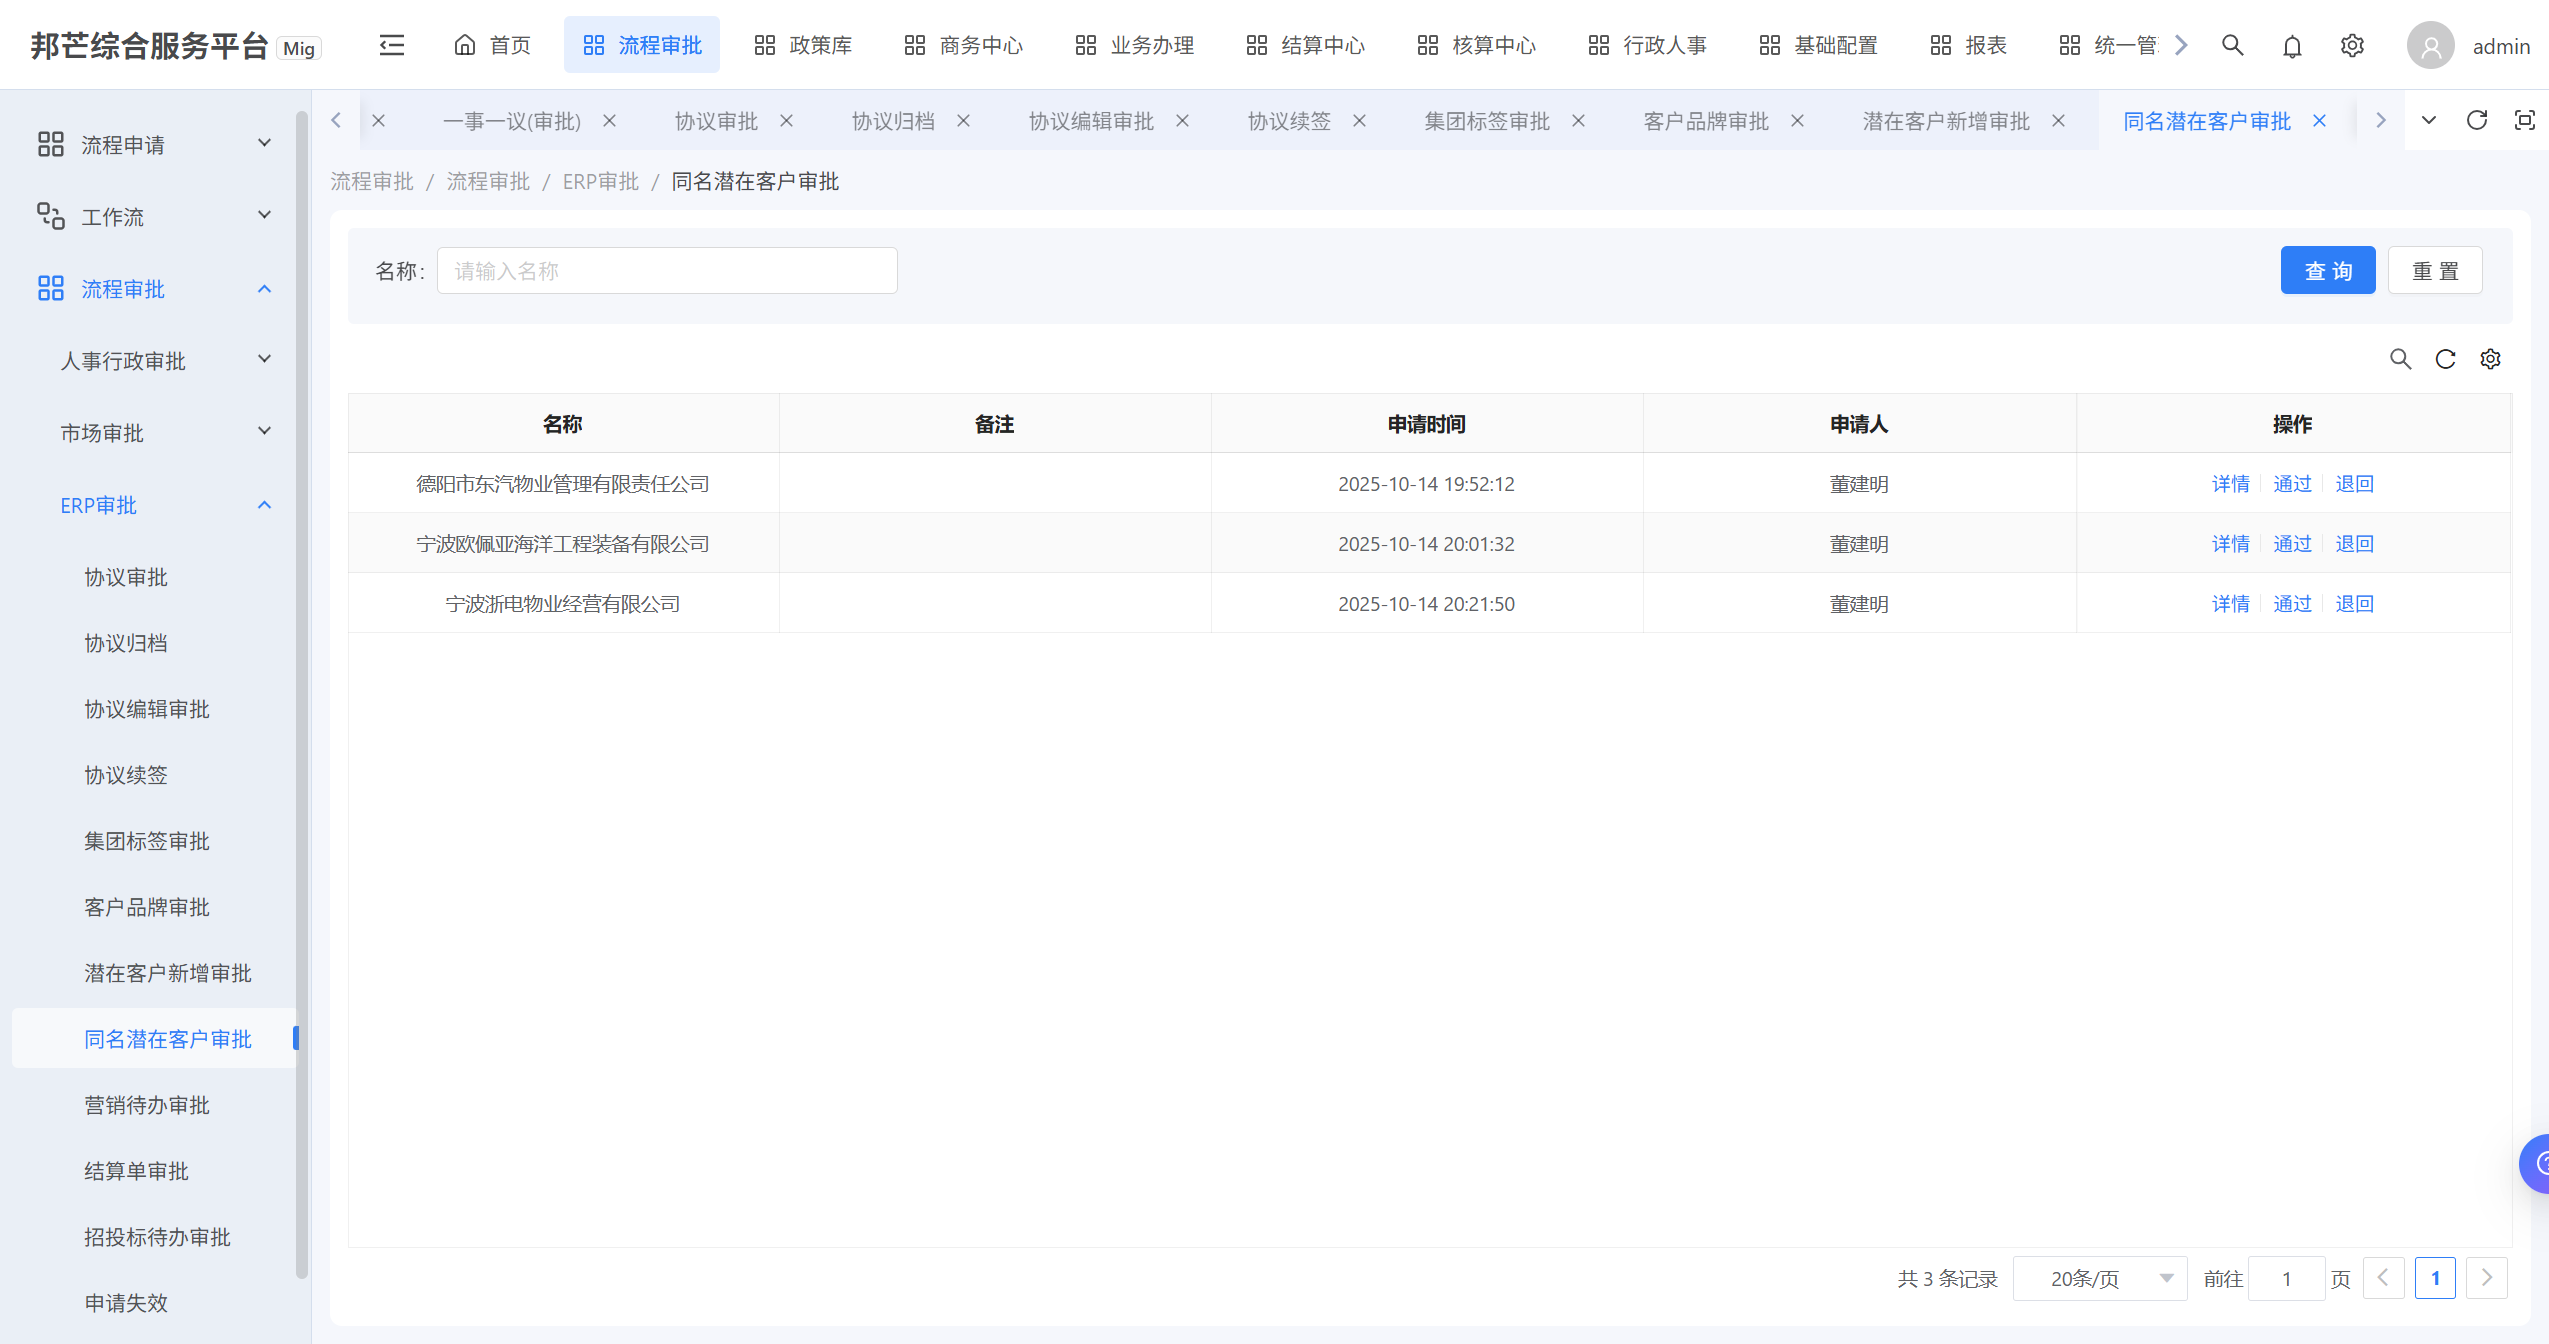 邦芒综合服务平台 Mig
首页
流程审批
政策库
商务中心
业务办理
结算中心
核算中心
行政人事
基础配置
报表
统一管
admin
流程申请
工作流
流程审批
人事行政审批
市场审批
ERP审批
协议审批
协议归档
协议编辑审批
协议续签
集团标签审批
客户品牌审批
潜在客户新增审批
同名潜在客户审批
营销待办审批
结算单审批
招投标待办审批
申请失效
一事一议(审批)
协议审批
协议归档
协议编辑审批
协议续签
集团标签审批
客户品牌审批
潜在客户新增审批
同名潜在客户审批
流程审批 / 流程审批 / ERP审批 / 同名潜在客户审批
名称: 请输入名称
查 询
重 置
名称 备注 申请时间 申请人 操作
德阳市东汽物业管理有限责任公司 2025-10-14 19:52:12 董建明 详情 通过 退回
宁波欧佩亚海洋工程装备有限公司 2025-10-14 20:01:32 董建明 详情 通过 退回
宁波浙电物业经营有限公司 2025-10-14 20:21:50 董建明 详情 通过 退回
共 3 条记录 20条/页 前往 1 页 1